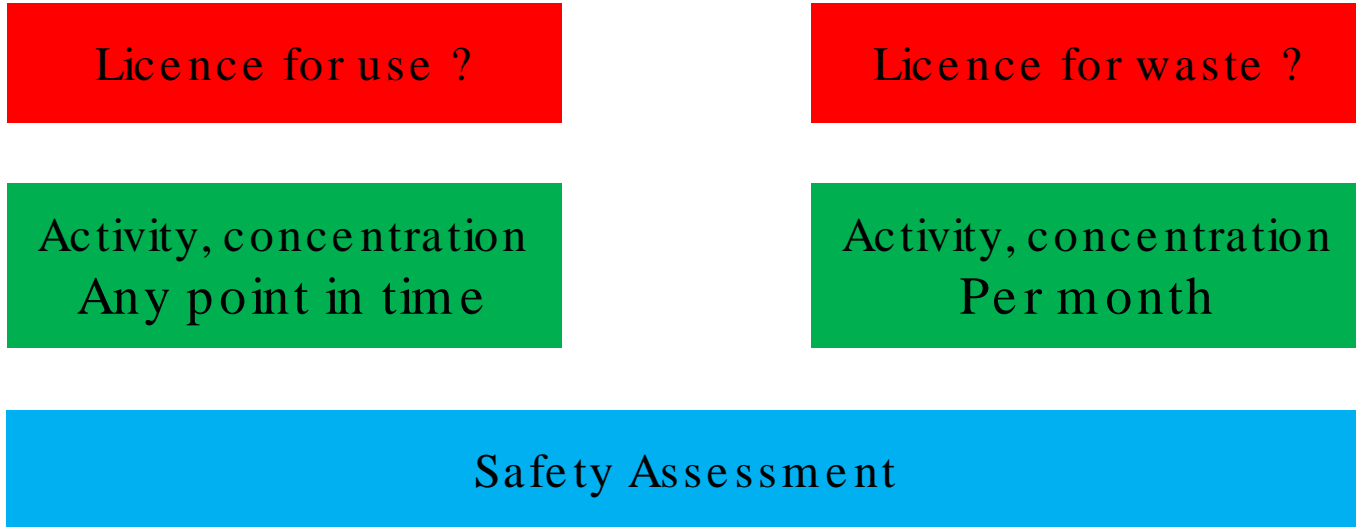 Licence for use ?
Licence for waste ?
Activity, concentration
Any point in time
Activity, concentration
Per month
Safety Assessment